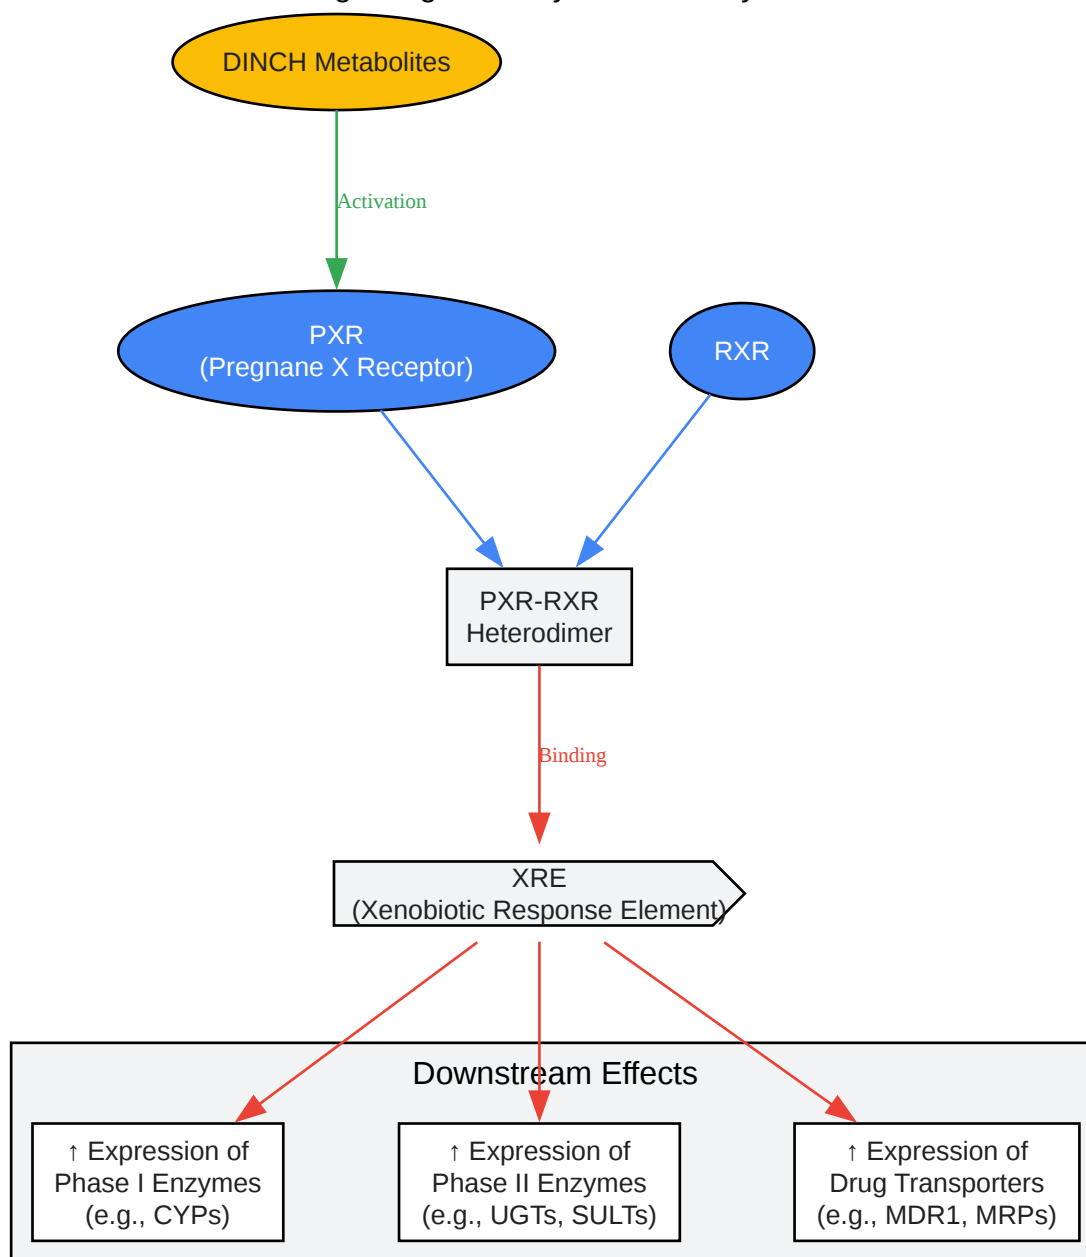 DINCH Metabolites
Activation
PXR
(Pregnane X Receptor)
RXR
PXR-RXR
Heterodimer
Binding
XRE
(Xenobiotic Response Element)
Downstream Effects
↑ Expression of
Phase I Enzymes
(e.g., CYPs)
↑ Expression of
Phase II Enzymes
(e.g., UGTs, SULTs)
↑ Expression of
Drug Transporters
(e.g., MDR1, MRPs)